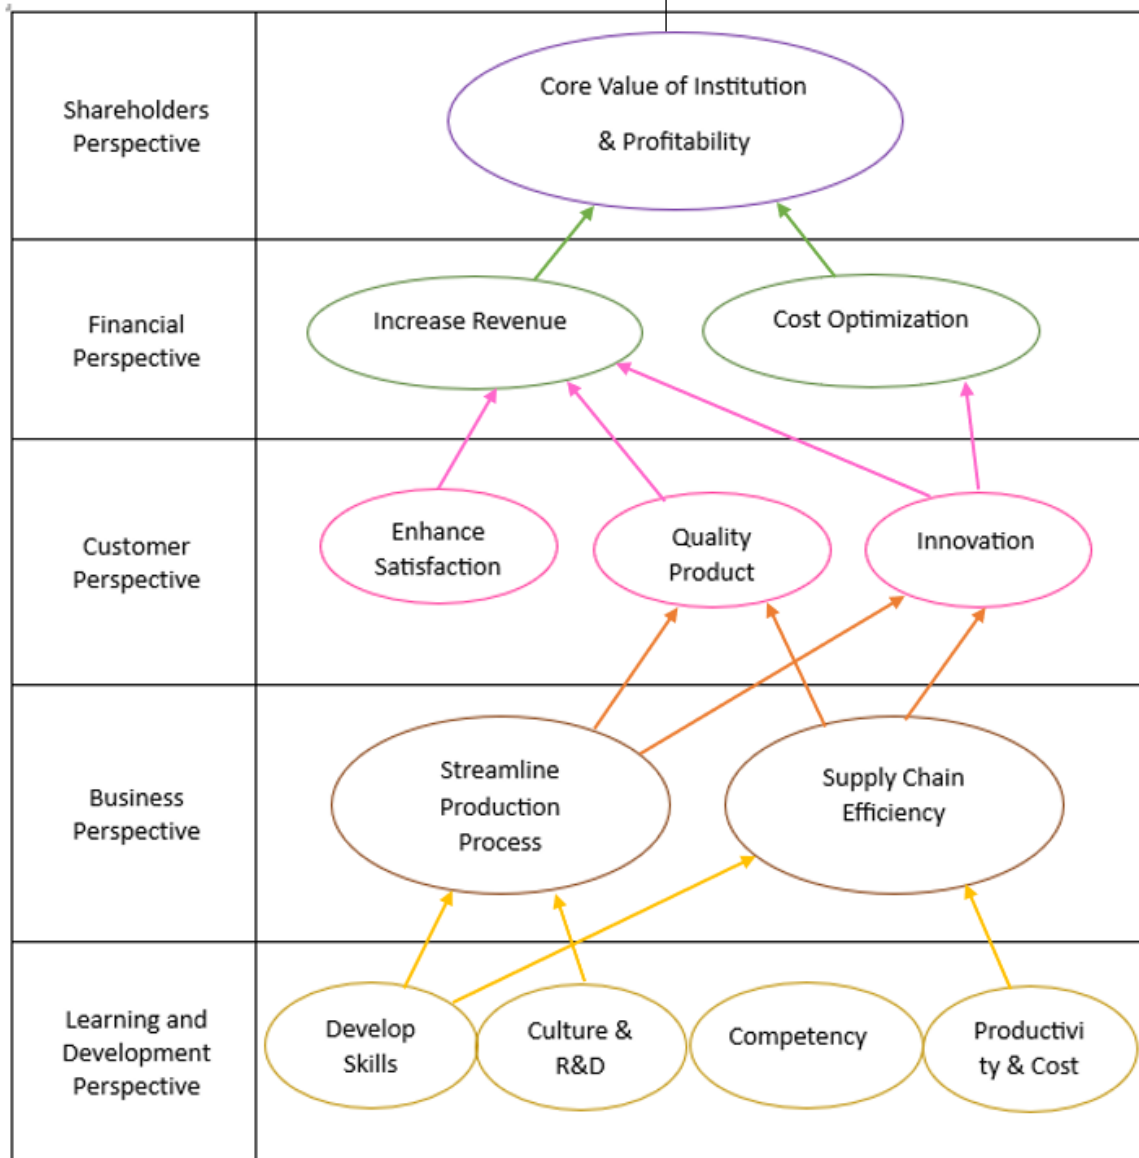 Shareholders
Perspective
Core Value of Institution
& Profitability
Financial
Perspective
Increase Revenue
Cost Optimization
Customer
Perspective
Enhance
Satisfaction
Quality
Product
Innovation
Business
Perspective
Streamline
Production
Process
Supply Chain
Efficiency
Learning and
Development
Perspective
Develop
Skills
Culture &
R&D
Competency
Productivi
ty & Cost